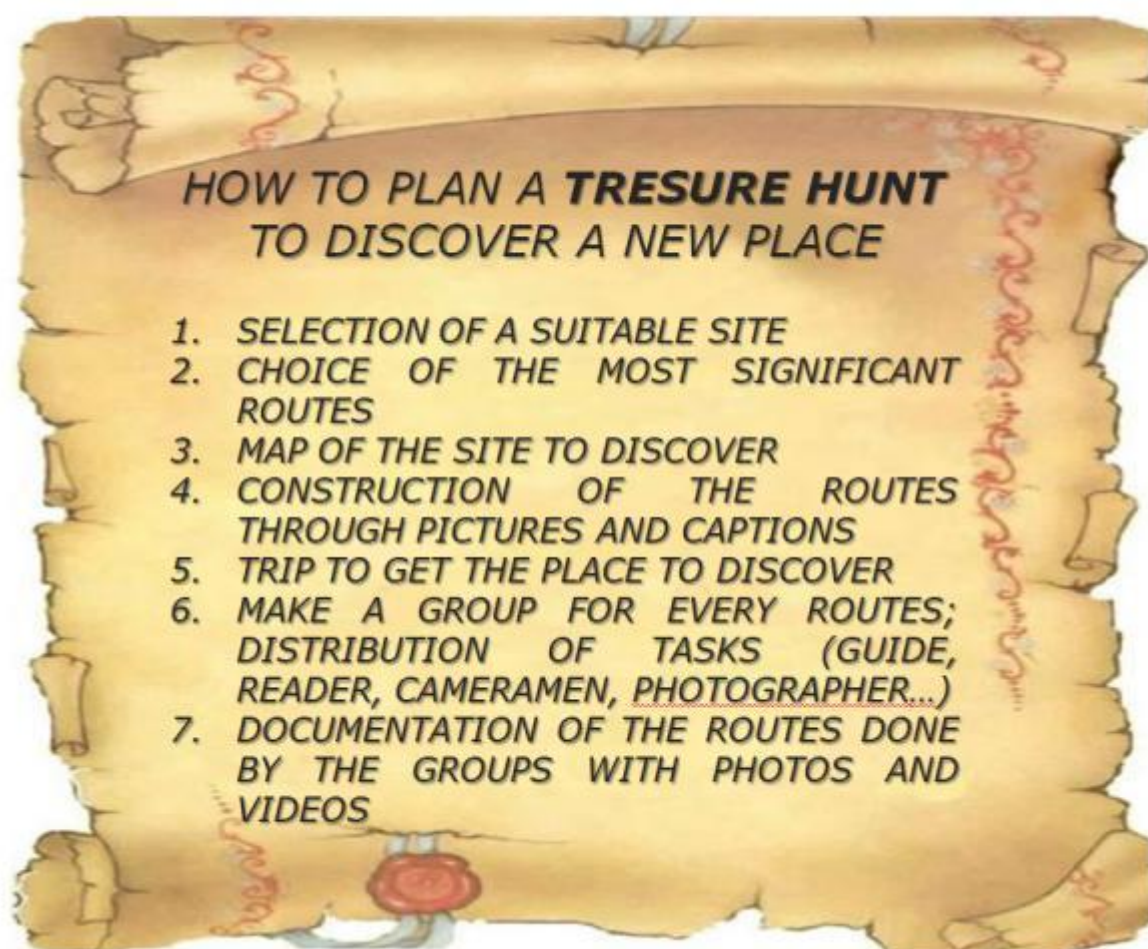 HOW TO PLAN A TRESURE HUNT
TO DISCOVER A NEW PLACE
1. SELECTION OF A SUITABLE SITE
2. CHOICE OF THE MOST SIGNIFICANT
ROUTES
3. MAP OF THE SITE TO DISCOVER
4. CONSTRUCTION OF THE ROUTES
THROUGH PICTURES AND CAPTIONS
5. TRIP TO GET THE PLACE TO DISCOVER
6. MAKE A GROUP FOR EVERY ROUTES;
DISTRIBUTION OF TASKS (GUIDE,
READER, CAMERAMEN, PHOTOGRAPHER...)
7. DOCUMENTATION OF THE ROUTES DONE
BY THE GROUPS WITH PHOTOS AND
VIDEOS